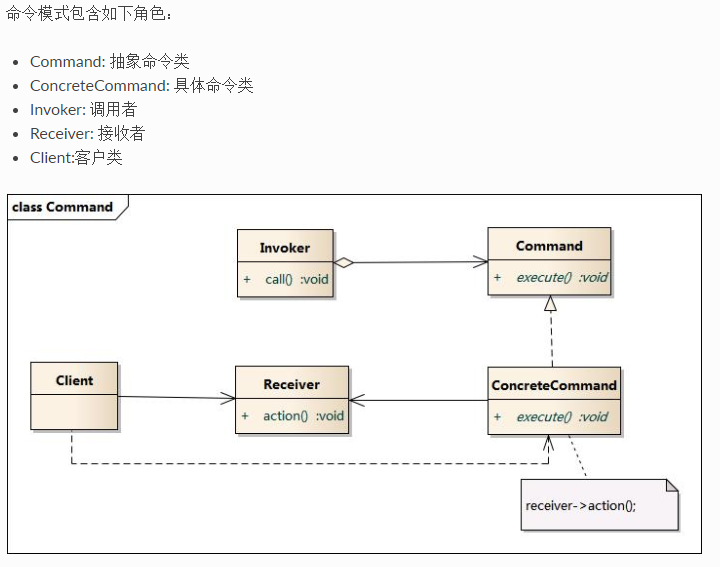 命令模式包含如下角色：
Command: 抽象命令类
ConcreteCommand: 具体命令类
Invoker: 调用者
Receiver: 接收者
Client:客户类
class Command
Invoker
+ call() :void
Command
+ execute() :void
Client
Receiver
+ action() :void
ConcreteCommand
+ execute() :void
receiver->action();